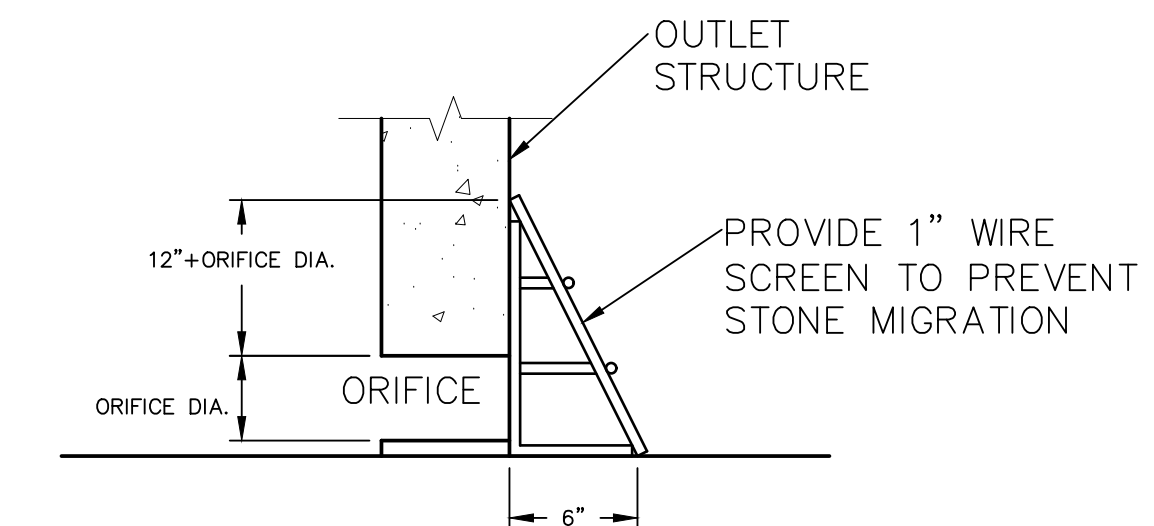 OUTLET
STRUCTURE
12”+ORIFICE DIA.
PROVIDE 1” WIRE
SCREEN TO PREVENT
STONE MIGRATION
ORIFICE
ORIFICE DIA.
6”